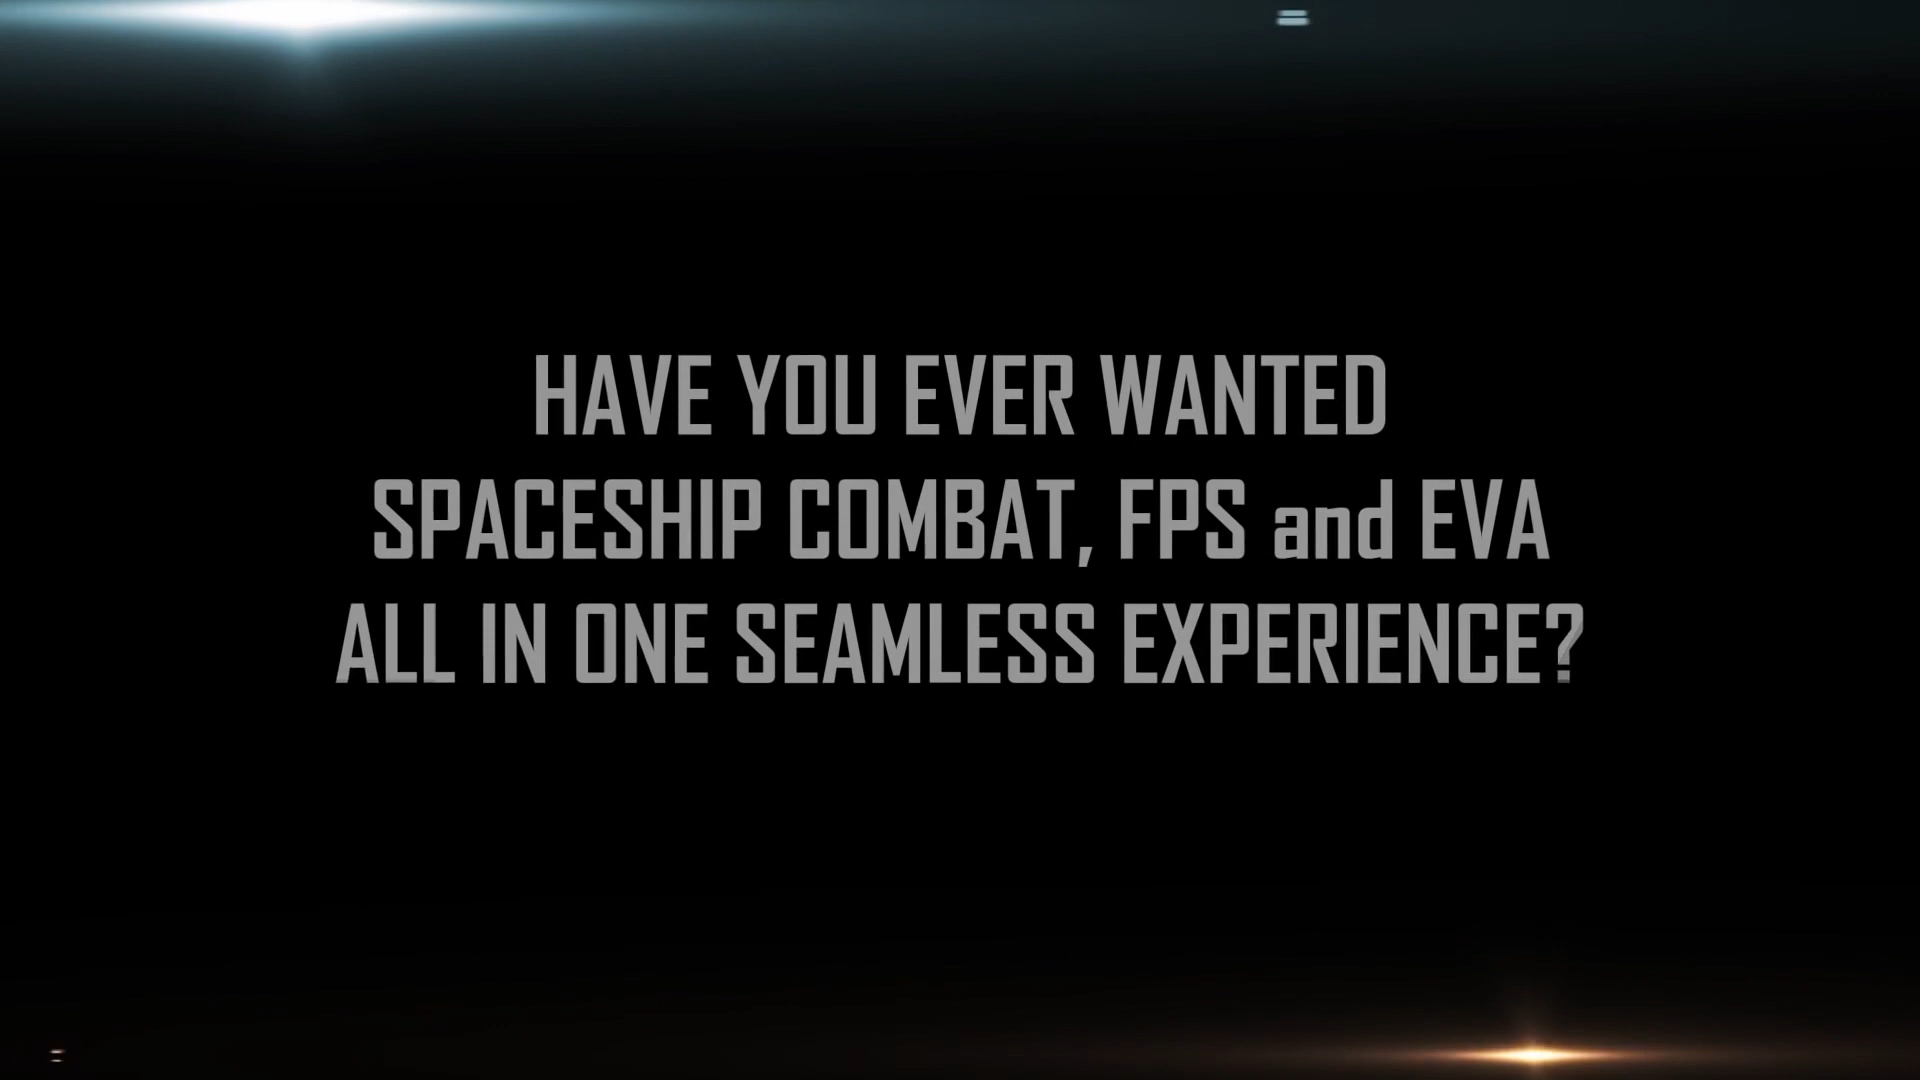 HAVE YOU EVER WANTED
SPACESHIP COMBAT, FPS and EVA
ALL IN ONE SEAMLESS EXPERIENCE?